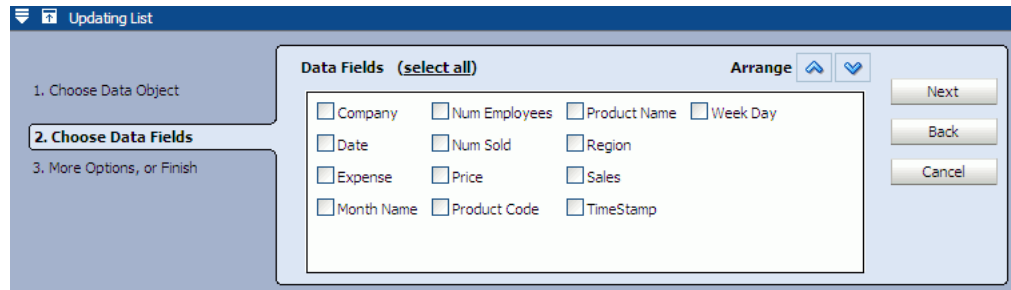 Updating List
1. Choose Data Object
2. Choose Data Fields
3. More Options, or Finish
Data Fields (select all)
Arrange
Company Num Employees Product Name Week Day
Date Num Sold Region
Expense Price Sales
Month Name Product Code TimeStamp
Next
Back
Cancel